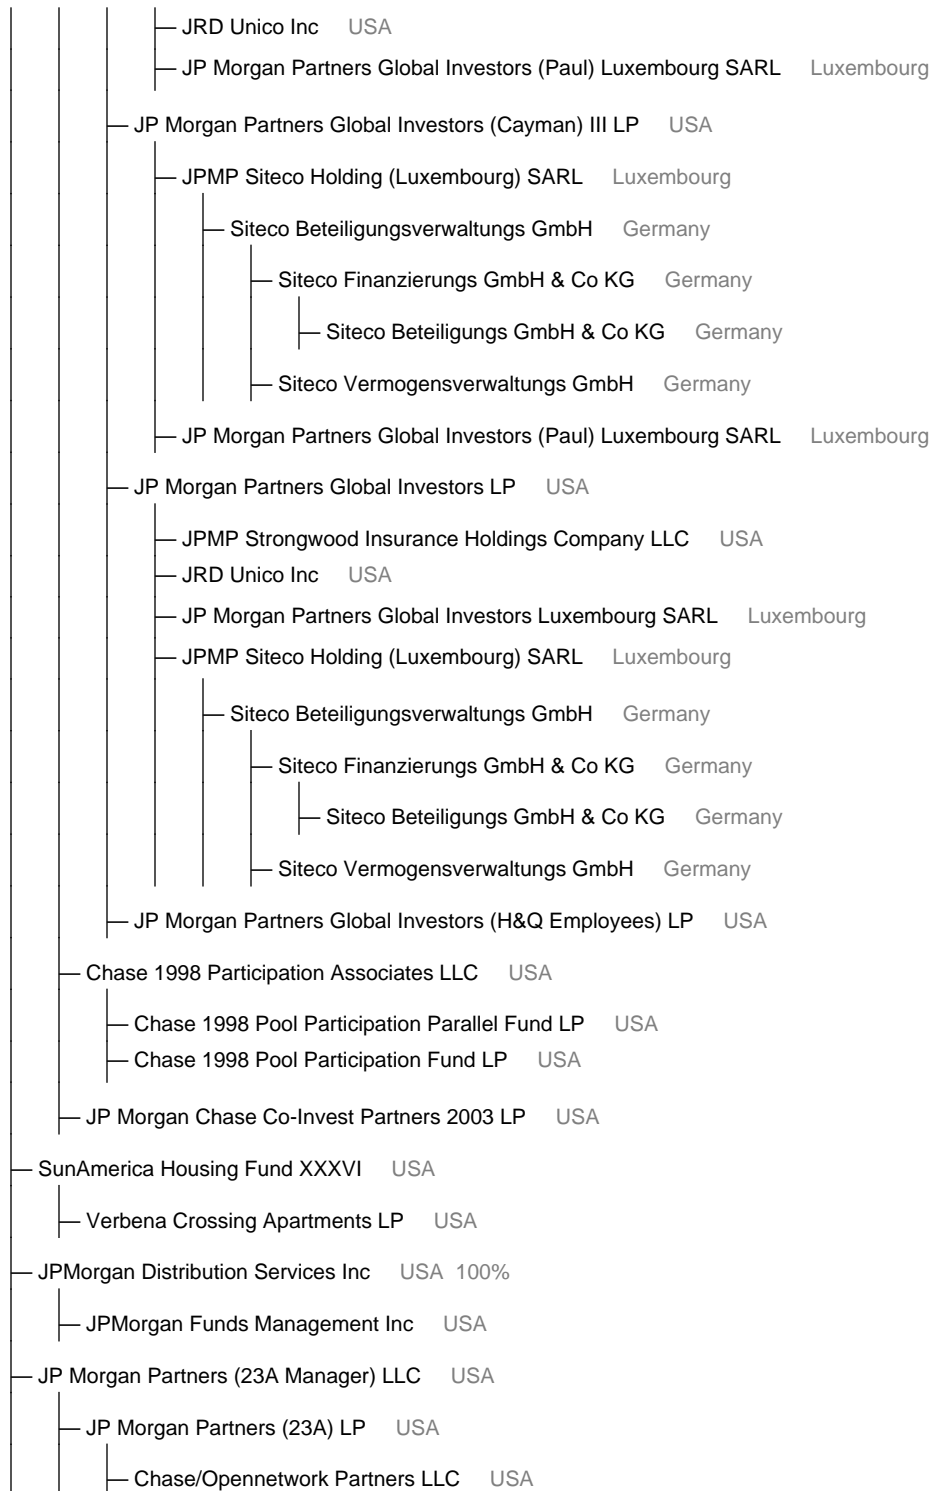 JRD Unico Inc USA
JP Morgan Partners Global Investors (Paul) Luxembourg SARL Luxembourg
JP Morgan Partners Global Investors (Cayman) III LP USA
JPMP Siteco Holding (Luxembourg) SARL Luxembourg
Siteco Beteiligungsverwaltungs GmbH Germany
Siteco Finanzierungs GmbH & Co KG Germany
Siteco Beteiligungs GmbH & Co KG Germany
Siteco Vermogensverwaltungs GmbH Germany
JP Morgan Partners Global Investors (Paul) Luxembourg SARL Luxembourg
JP Morgan Partners Global Investors LP USA
JPMP Strongwood Insurance Holdings Company LLC USA
JRD Unico Inc USA
JP Morgan Partners Global Investors Luxembourg SARL Luxembourg
JPMP Siteco Holding (Luxembourg) SARL Luxembourg
Siteco Beteiligungsverwaltungs GmbH Germany
Siteco Finanzierungs GmbH & Co KG Germany
Siteco Beteiligungs GmbH & Co KG Germany
Siteco Vermogensverwaltungs GmbH Germany
JP Morgan Partners Global Investors (H&Q Employees) LP USA
Chase 1998 Participation Associates LLC USA
Chase 1998 Pool Participation Parallel Fund LP USA
Chase 1998 Pool Participation Fund LP USA
JP Morgan Chase Co-Invest Partners 2003 LP USA
SunAmerica Housing Fund XXXVI USA
Verbena Crossing Apartments LP USA
JPMorgan Distribution Services Inc USA 100%
JPMorgan Funds Management Inc USA
JP Morgan Partners (23A Manager) LLC USA
JP Morgan Partners (23A) LP USA
Chase/Opennetwork Partners LLC USA